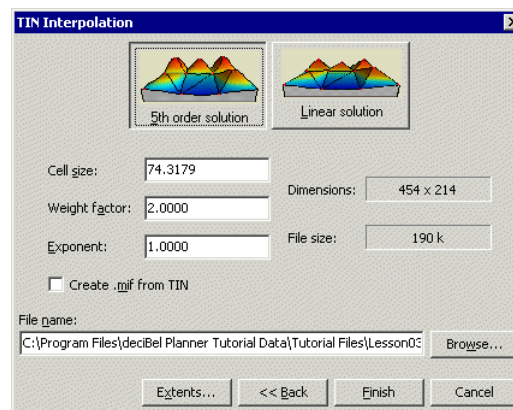 TIN Interpolation
5th order solution
Linear solution
Cell size: 74.3179
Dimensions: 454 x 214
Weight factor: 2.0000
File size: 190 k
Exponent: 1.0000
Create .mif from TIN
File name:
C:\Program Files\deciBel Planner Tutorial Data\Tutorial Files\Lesson03
Browse...
Extents... << Back Finish Cancel